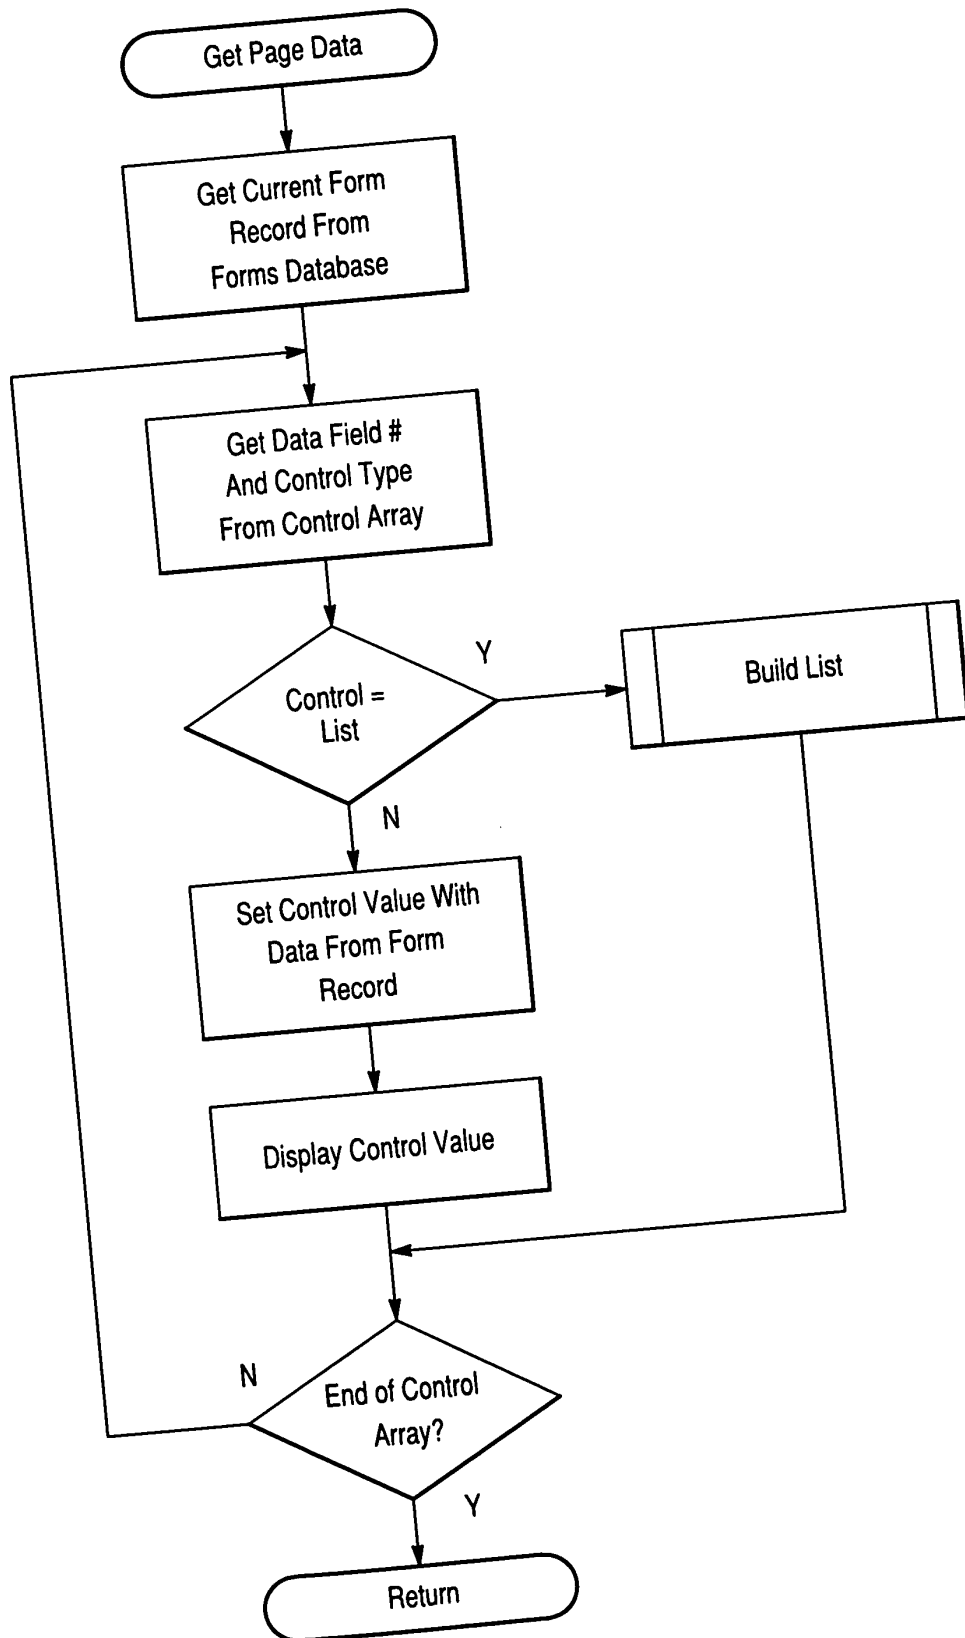 Get Page Data
Get Current Form
Record From
Forms Database
Get Data Field #
And Control Type
From Control Array
Y
Control =
List
Build List
N
Set Control Value With
Data From Form
Record
Display Control Value
N
End of Control
Array?
Y
Return